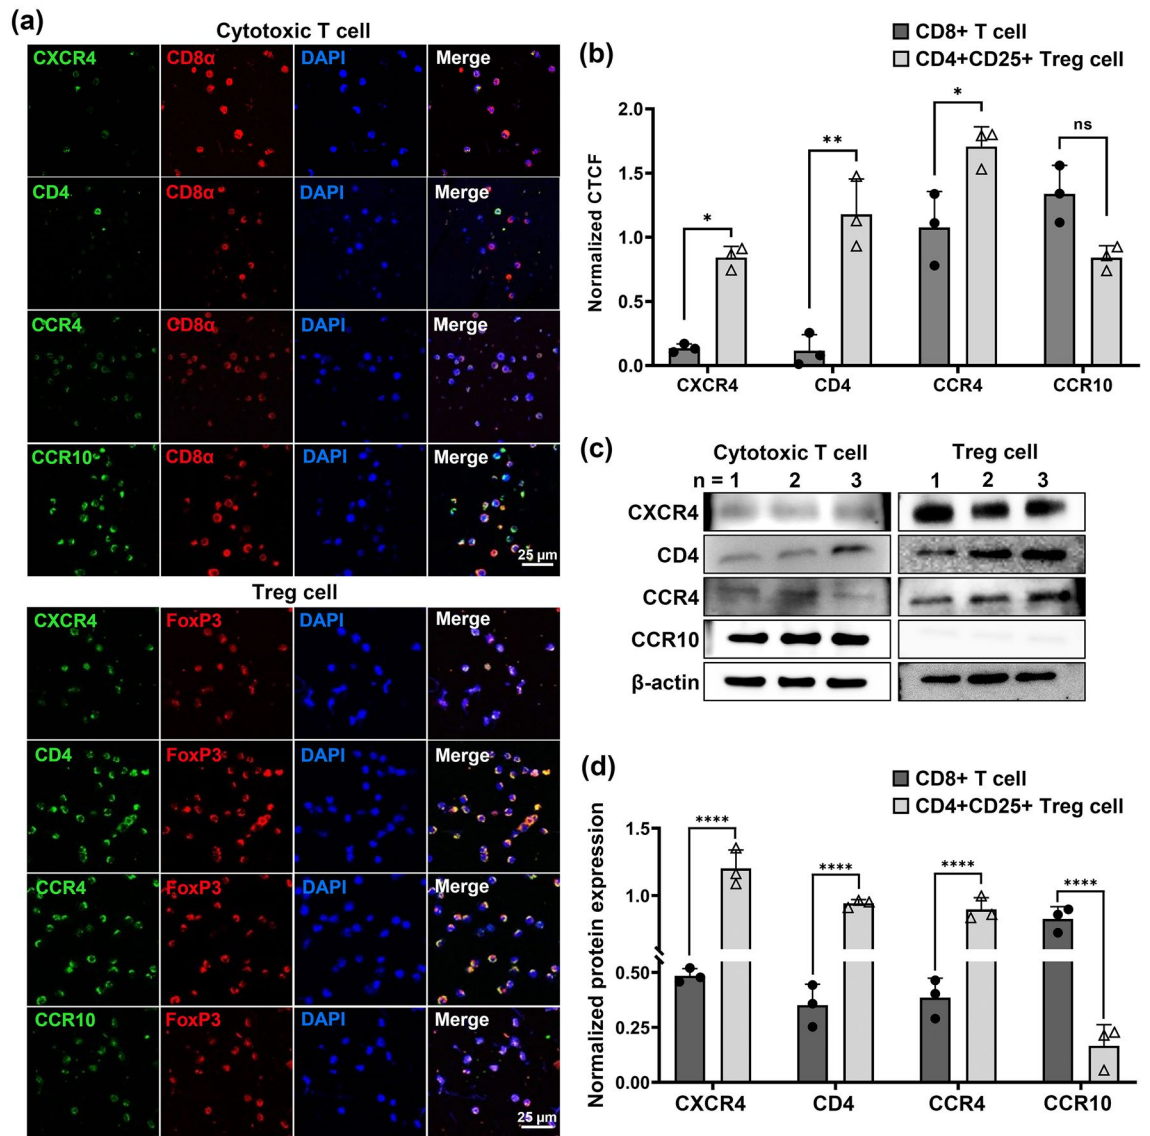 (a)
Cytotoxic T cell
CXCR4 CD8α DAPI Merge
CD4 CD8α DAPI Merge
CCR4 CD8α DAPI Merge
CCR10 CD8α DAPI Merge
25 µm
Treg cell
CXCR4 FoxP3 DAPI Merge
CD4 FoxP3 DAPI Merge
CCR4 FoxP3 DAPI Merge
CCR10 FoxP3 DAPI Merge
25 µm
(b)
CD8+ T cell
CD4+CD25+ Treg cell
Normalized CTCF
2.0
1.5
1.0
0.5
0.0
* ** * ns
CXCR4 CD4 CCR4 CCR10
(c)
Cytotoxic T cell Treg cell
n = 1 2 3 1 2 3
CXCR4
CD4
CCR4
CCR10
β-actin
(d)
CD8+ T cell
CD4+CD25+ Treg cell
Normalized protein expression
1.5
1.0
0.50
0.25
0.00
**** **** **** ****
CXCR4 CD4 CCR4 CCR10